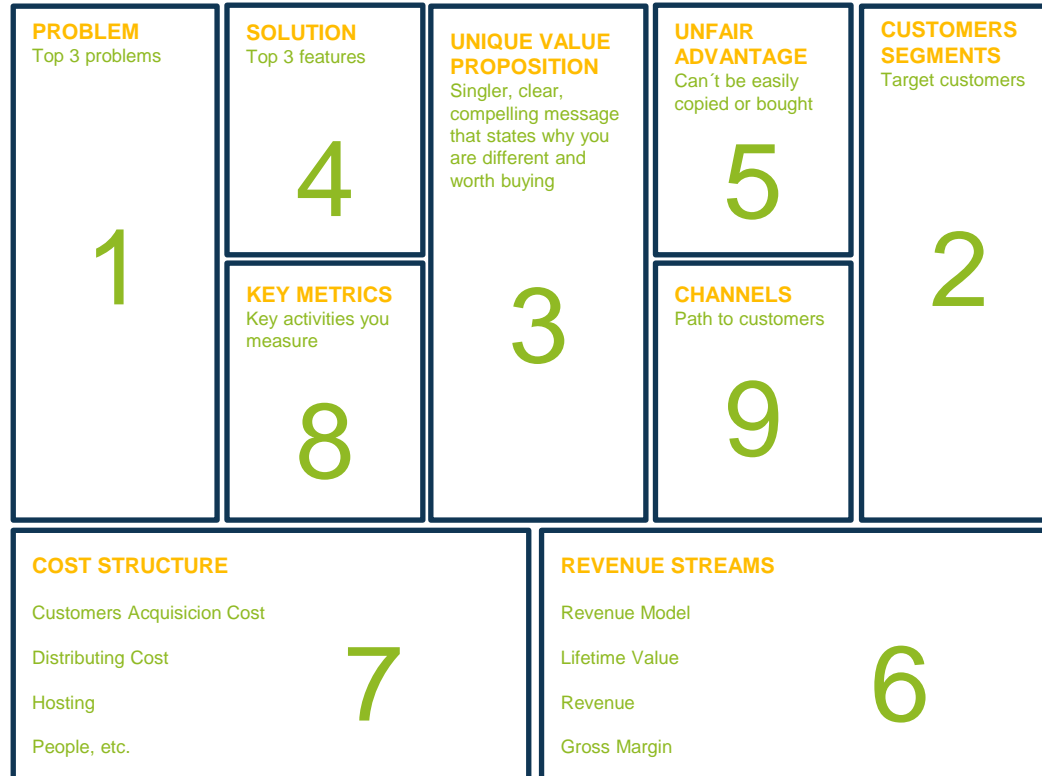 PROBLEM
Top 3 problems
1
SOLUTION
Top 3 features
4
KEY METRICS
Key activities you
measure
8
UNIQUE VALUE
PROPOSITION
Singler, clear,
compelling message
that states why you
are different and
worth buying
3
UNFAIR
ADVANTAGE
Can´t be easily
copied or bought
5
CHANNELS
Path to customers
9
CUSTOMERS
SEGMENTS
Target customers
2
COST STRUCTURE
Customers Acquisicion Cost
Distributing Cost
Hosting
People, etc.
7
REVENUE STREAMS
Revenue Model
Lifetime Value
Revenue
Gross Margin
6